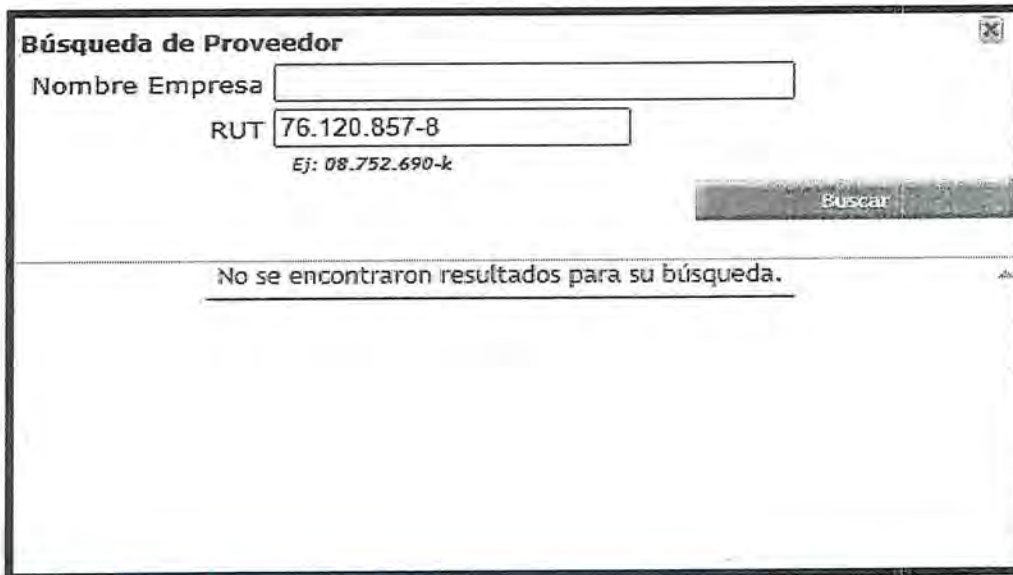 Búsqueda de Proveedor
Nombre Empresa
RUT 76.120.857-8
Ej: 08.752.690-k
Buscar
No se encontraron resultados para su búsqueda.